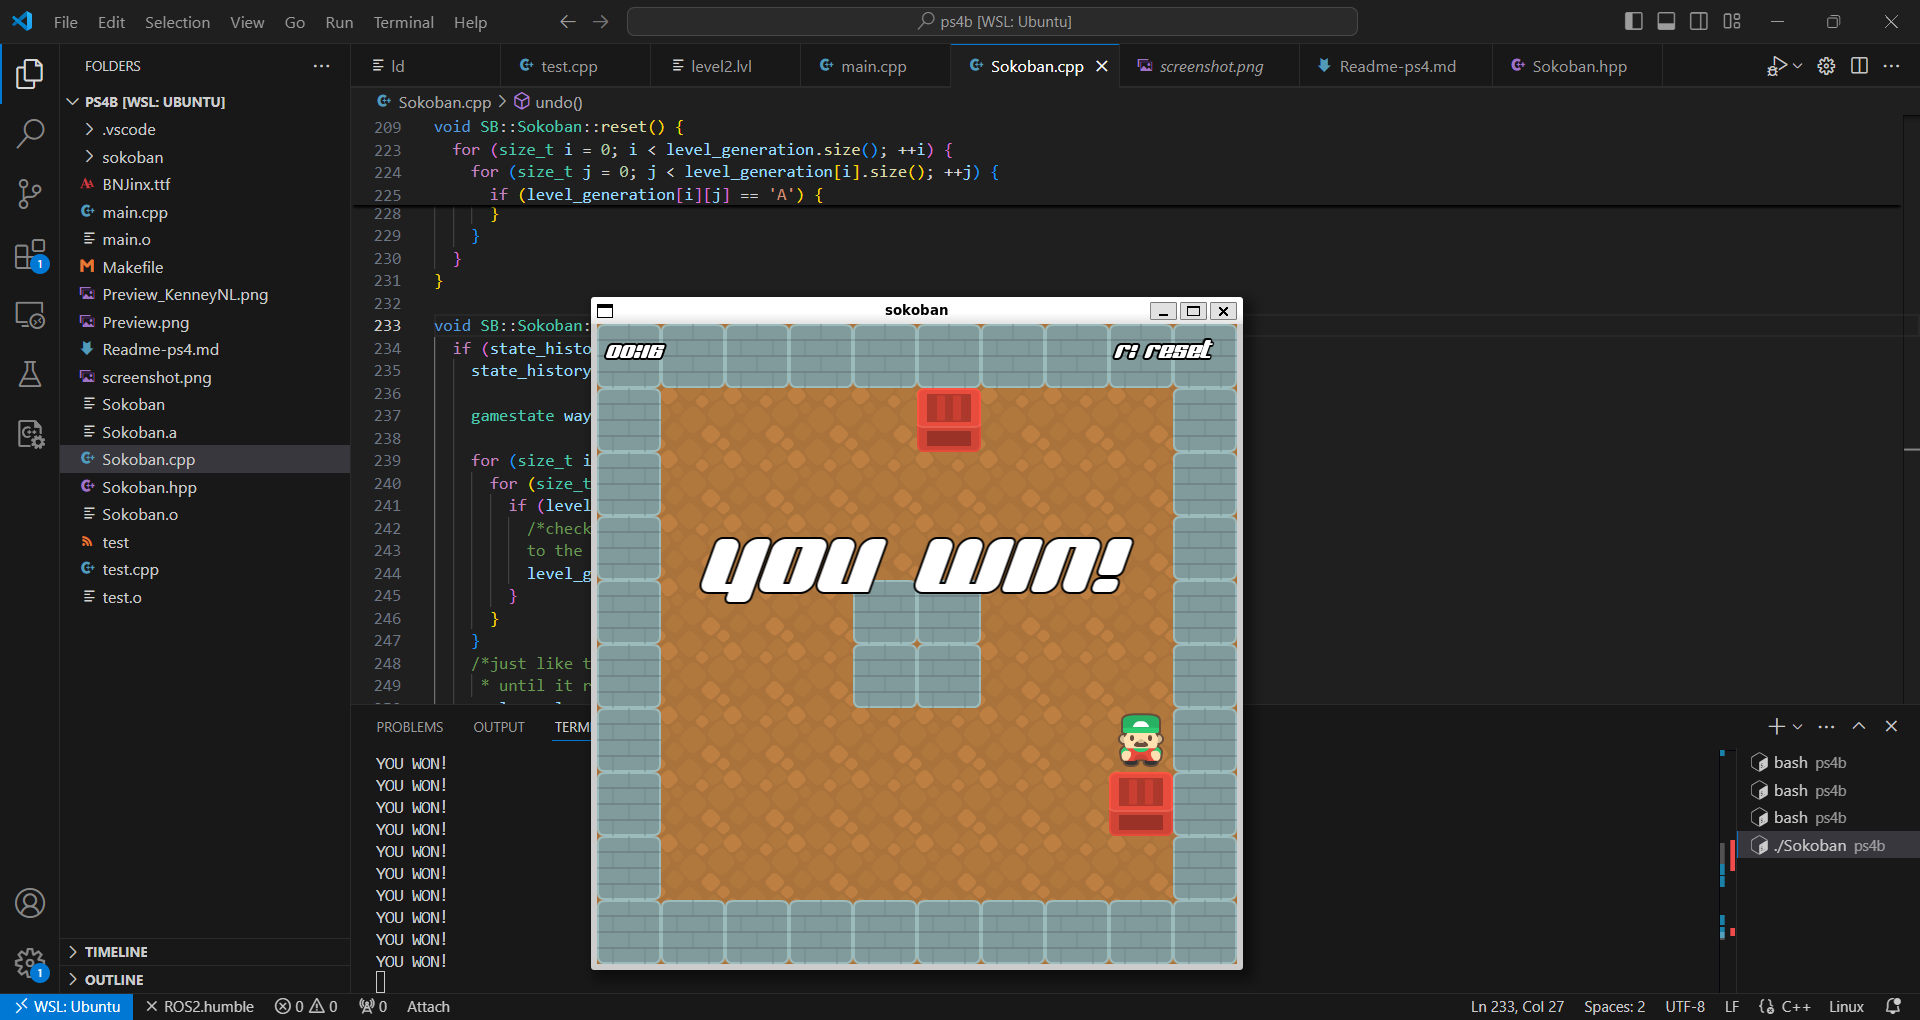 File Edit Selection View Go Run Terminal Help
ps4b [WSL: Ubuntu]
FOLDERS
PS4B [WSL: UBUNTU]
.vscode
sokoban
BNJinx.ttf
main.cpp
main.o
Makefile
Preview_KenneyNL.png
Preview.png
Readme-ps4.md
screenshot.png
Sokoban
Sokoban.a
Sokoban.cpp
Sokoban.hpp
Sokoban.o
test
test.cpp
test.o
TIMELINE
OUTLINE
ld test.cpp level2.lvl main.cpp Sokoban.cpp screenshot.png Readme-ps4.md Sokoban.hpp
Sokoban.cpp > undo()
209 void SB::Sokoban::reset() {
223 for (size_t i = 0; i < level_generation.size(); ++i) {
224 for (size_t j = 0; j < level_generation[i].size(); ++j) {
225 if (level_generation[i][j] == 'A') {
228 }
229 }
230 }
231 }
232
233 void SB::Sokoban:
234 if (state_histo
235 state_history
236
237 gamestate way
238
239 for (size_t i
240 for (size_t
241 if (level
242 /*check
243 to the
244 level_g
245 }
246 }
247 }
248 /*just like t
249 * until it r
sokoban
00:16
r: reset
you win!
PROBLEMS OUTPUT TERMI
YOU WON!
YOU WON!
YOU WON!
YOU WON!
YOU WON!
YOU WON!
YOU WON!
YOU WON!
YOU WON!
YOU WON!
bash ps4b
bash ps4b
bash ps4b
./Sokoban ps4b
1
1
WSL: Ubuntu ROS2.humble 0 0 0 Attach
Ln 233, Col 27 Spaces: 2 UTF-8 LF C++ Linux